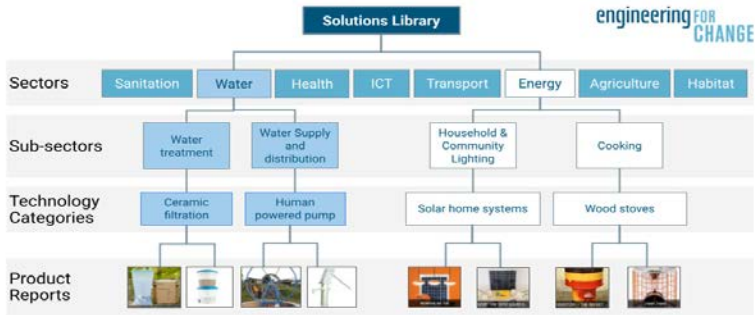 Solutions Library
engineering FOR
CHANGE
Sectors
Sanitation
Water
Health
ICT
Transport
Energy
Agriculture
Habitat
Sub-sectors
Water
treatment
Water Supply
and
distribution
Household &
Community
Lighting
Cooking
Technology
Categories
Ceramic
filtration
Human
powered pump
Solar home systems
Wood stoves
Product
Reports